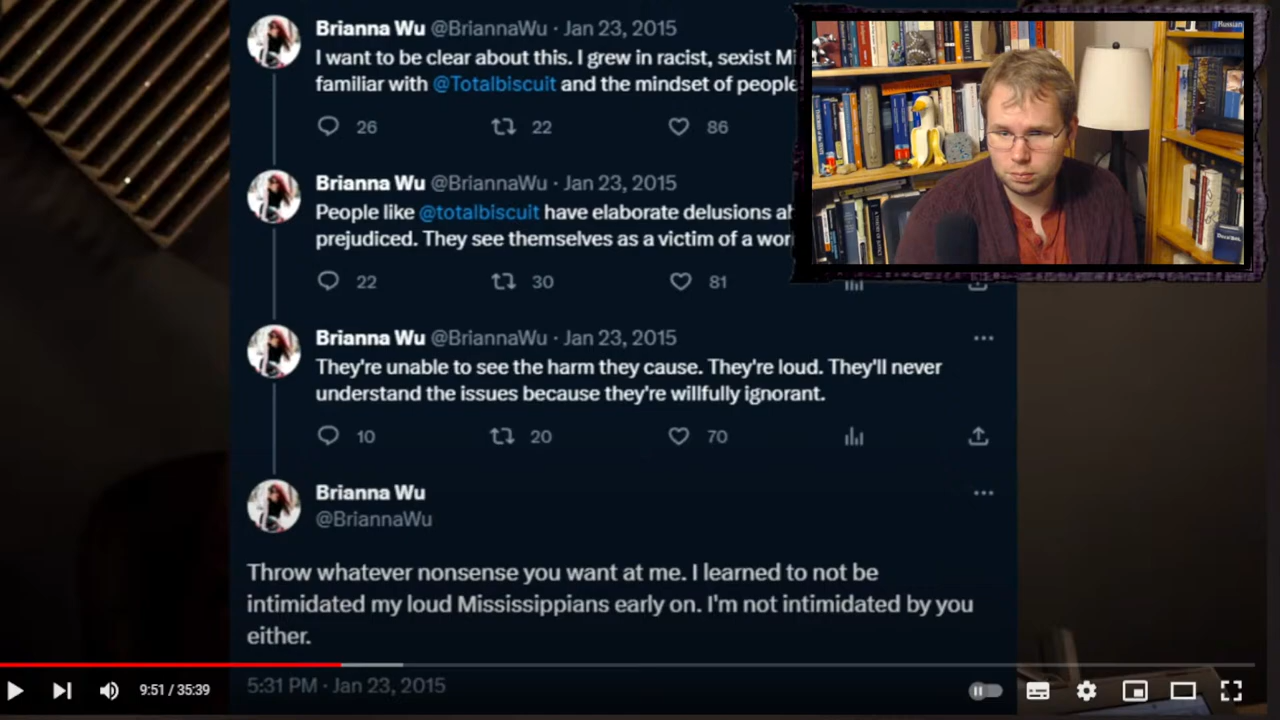 Brianna Wu @BriannaWu · Jan 23, 2015
I want to be clear about this. I grew in racist, sexist Mi
familiar with @Totalbiscuit and the mindset of people
26 22 86
Brianna Wu @BriannaWu · Jan 23, 2015
People like @totalbiscuit have elaborate delusions
prejudiced. They see themselves as a victim of a
22 30 81
Brianna Wu @BriannaWu · Jan 23, 2015
They're unable to see the harm they cause. They're loud. They'll never
understand the issues because they're willfully ignorant.
10 20 70
Brianna Wu
@BriannaWu
Throw whatever nonsense you want at me. I learned to not be
intimidated my loud Mississippians early on. I'm not intimidated by you
either.
5:31 PM · Jan 23, 2015
9:51 / 35:39